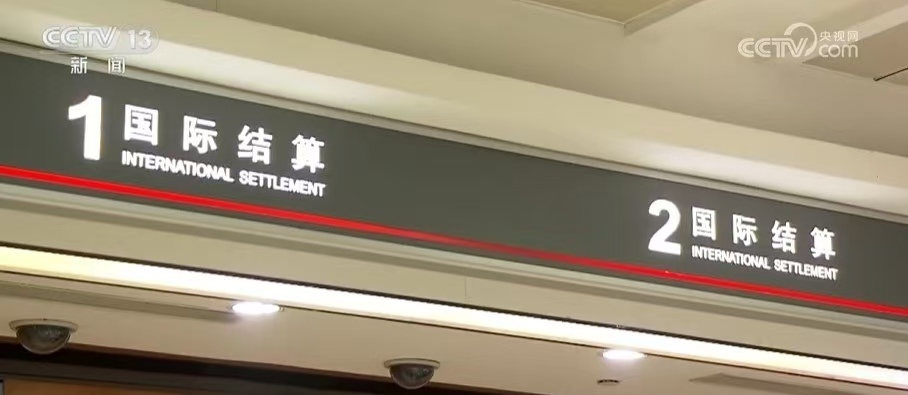 CCTV 13
新闻
央视网
CCTV.com
1 国际结算
INTERNATIONAL SETTLEMENT
2 国际结算
INTERNATIONAL SETTLEMENT